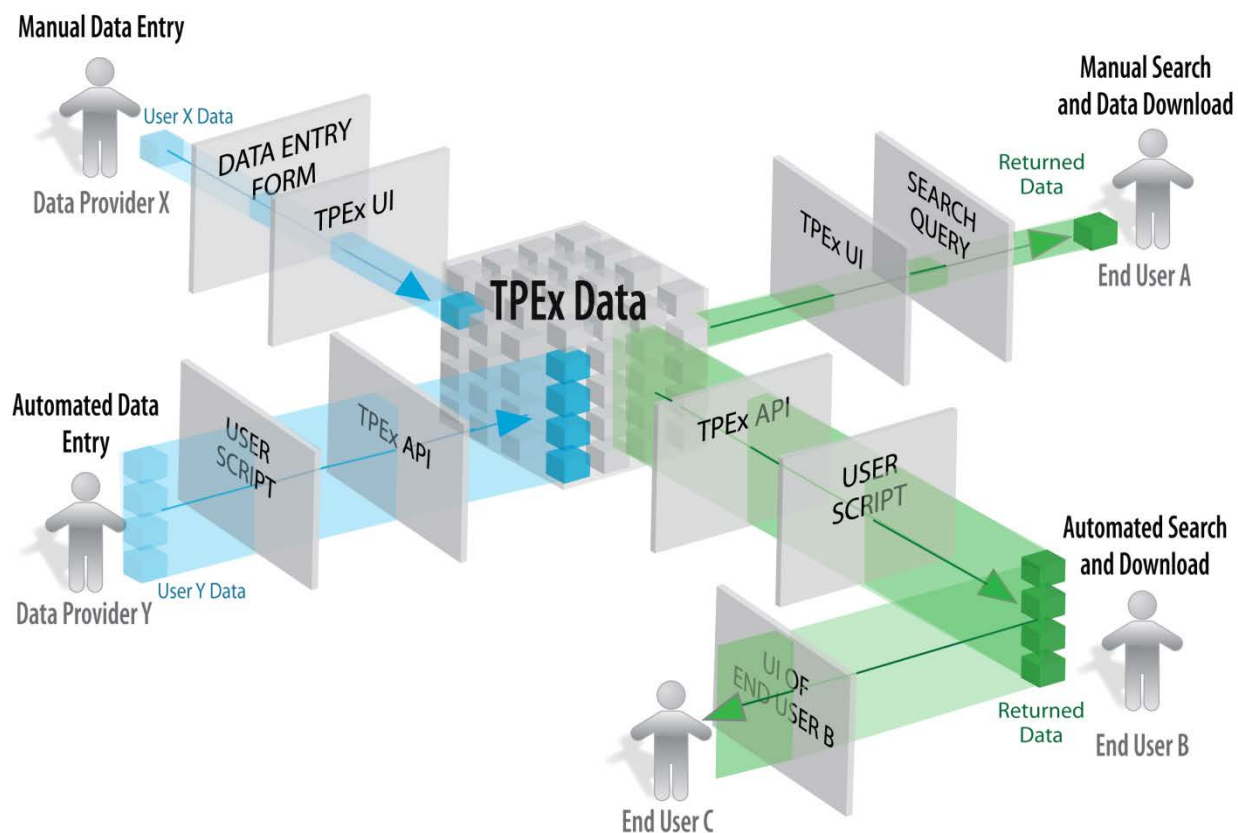 Manual Data Entry
User X Data
Data Provider X
DATA ENTRY
FORM
TPEx UI
TPEx Data
Manual Search
and Data Download
Returned
Data
End User A
SEARCH
QUERY
TPEx UI
Automated Data
Entry
USER
SCRIPT
TPEx API
User Y Data
Data Provider Y
TPEx API
USER
SCRIPT
Automated Search
and Download
Returned
Data
End User B
UI OF
END USER B
End User C